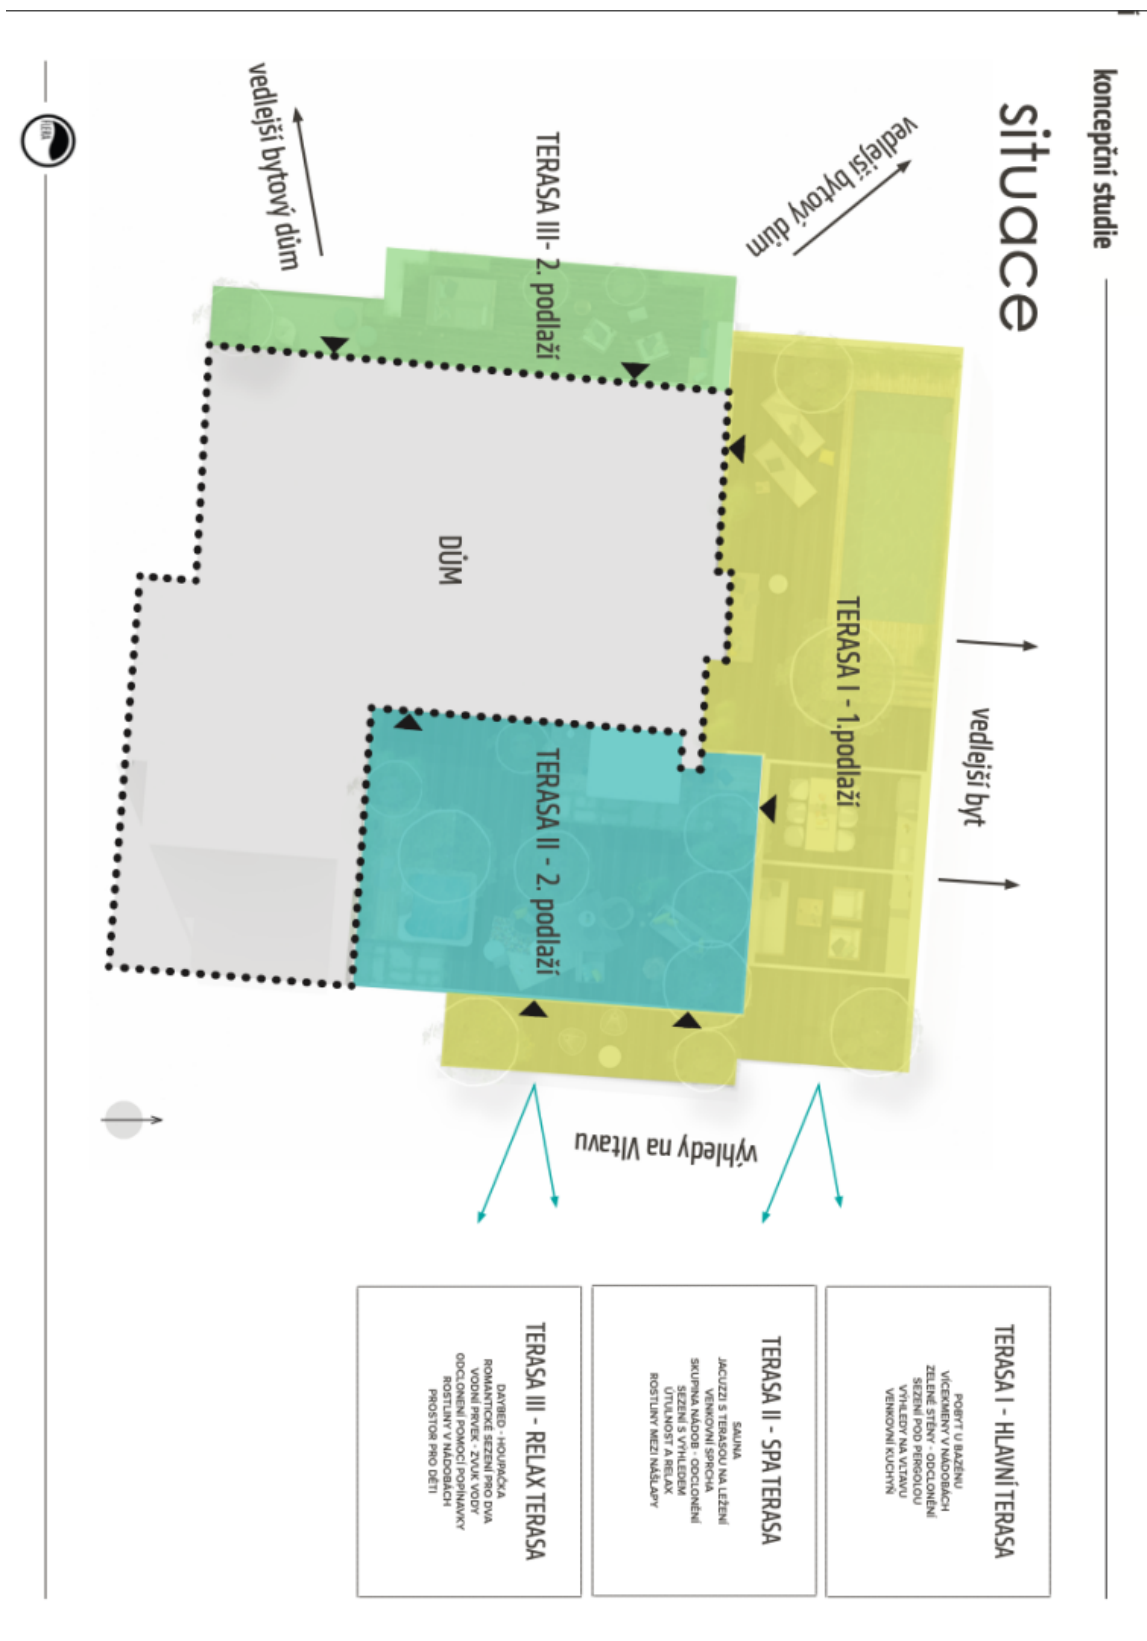 koncepční studie
situace
vedlejší bytový dům
vedlejší bytový dům
TERASA III- 2. podlaží
DŮM
TERASA I - 1.podlaží
vedlejší byt
TERASA II - 2. podlaží
výhledy na Vltavu
TERASA I - HLAVNÍ TERASA
POBYT U BAZÉNU
VÍCEKMENY V NÁDOBÁCH
ZELENÉ STĚNY - ODCLONĚNÍ
SEZENÍ POD PERGOLOU
VÝHLEDY NA VLTAVU
VENKOVNÍ KUCHYŇ
TERASA II - SPA TERASA
SAUNA
JACUZZI S TERASOU NA LEŽENÍ
VENKOVNÍ SPRCHA
SKUPINA NÁDOB - ODCLONĚNÍ
SEZENÍ S VÝHLEDEM
ÚTULNOST A RELAX
ROSTLINY MEZI NÁŠLAPY
TERASA III - RELAX TERASA
DAYBED - HOUPAČKA
ROMANTICKÉ SEZENÍ PRO DVA
VODNÍ PRVEK - ZVUK VODY
ODCLONENÍ POMOCÍ POPÍNAVKY
ROSTLINY V NÁDOBÁCH
PROSTOR PRO DĚTI
FLERA